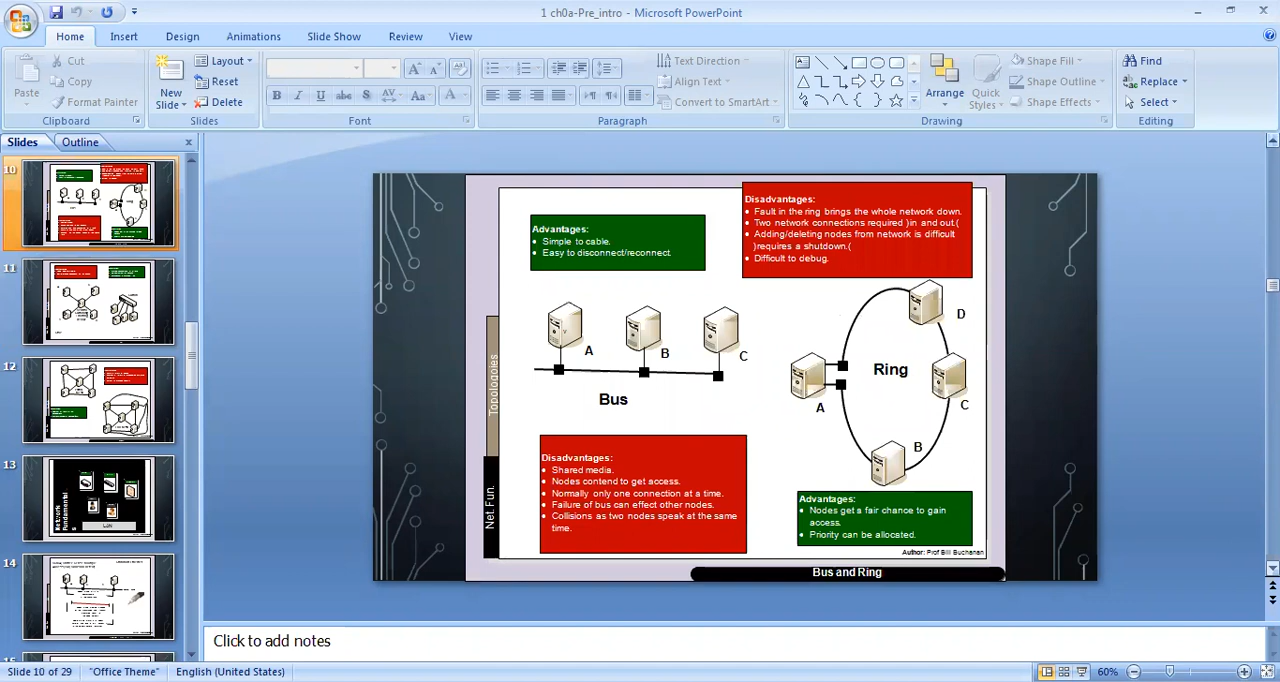 1 ch0a-Pre_intro - Microsoft PowerPoint
Home Insert Design Animations Slide Show Review View
Paste
Cut
Copy
Format Painter
Clipboard
New Slide
Layout
Reset
Delete
Slides
B I U abc S AV Aa A
Font
Text Direction
Align Text
Convert to SmartArt
Paragraph
Arrange
Quick Styles
Shape Fill
Shape Outline
Shape Effects
Drawing
Find
Replace
Select
Editing
Slides Outline
10
11
12
13
14
Advantages:
Simple to cable.
Easy to disconnect/reconnect.
Disadvantages:
Fault in the ring brings the whole network down.
Two network connections required )in and out.(
Adding/deleting nodes from network is difficult
)requires a shutdown.(
Difficult to debug.
A
B
C
Bus
D
Ring
A
C
B
Topologies
Net. Fun.
Disadvantages:
Shared media.
Nodes contend to get access.
Normally only one connection at a time.
Failure of bus can effect other nodes.
Collisions as two nodes speak at the same
time.
Advantages:
Nodes get a fair chance to gain
access.
Priority can be allocated.
Author: Prof Bill Buchanan
Bus and Ring
Click to add notes
Slide 10 of 29 "Office Theme" English (United States) 60%